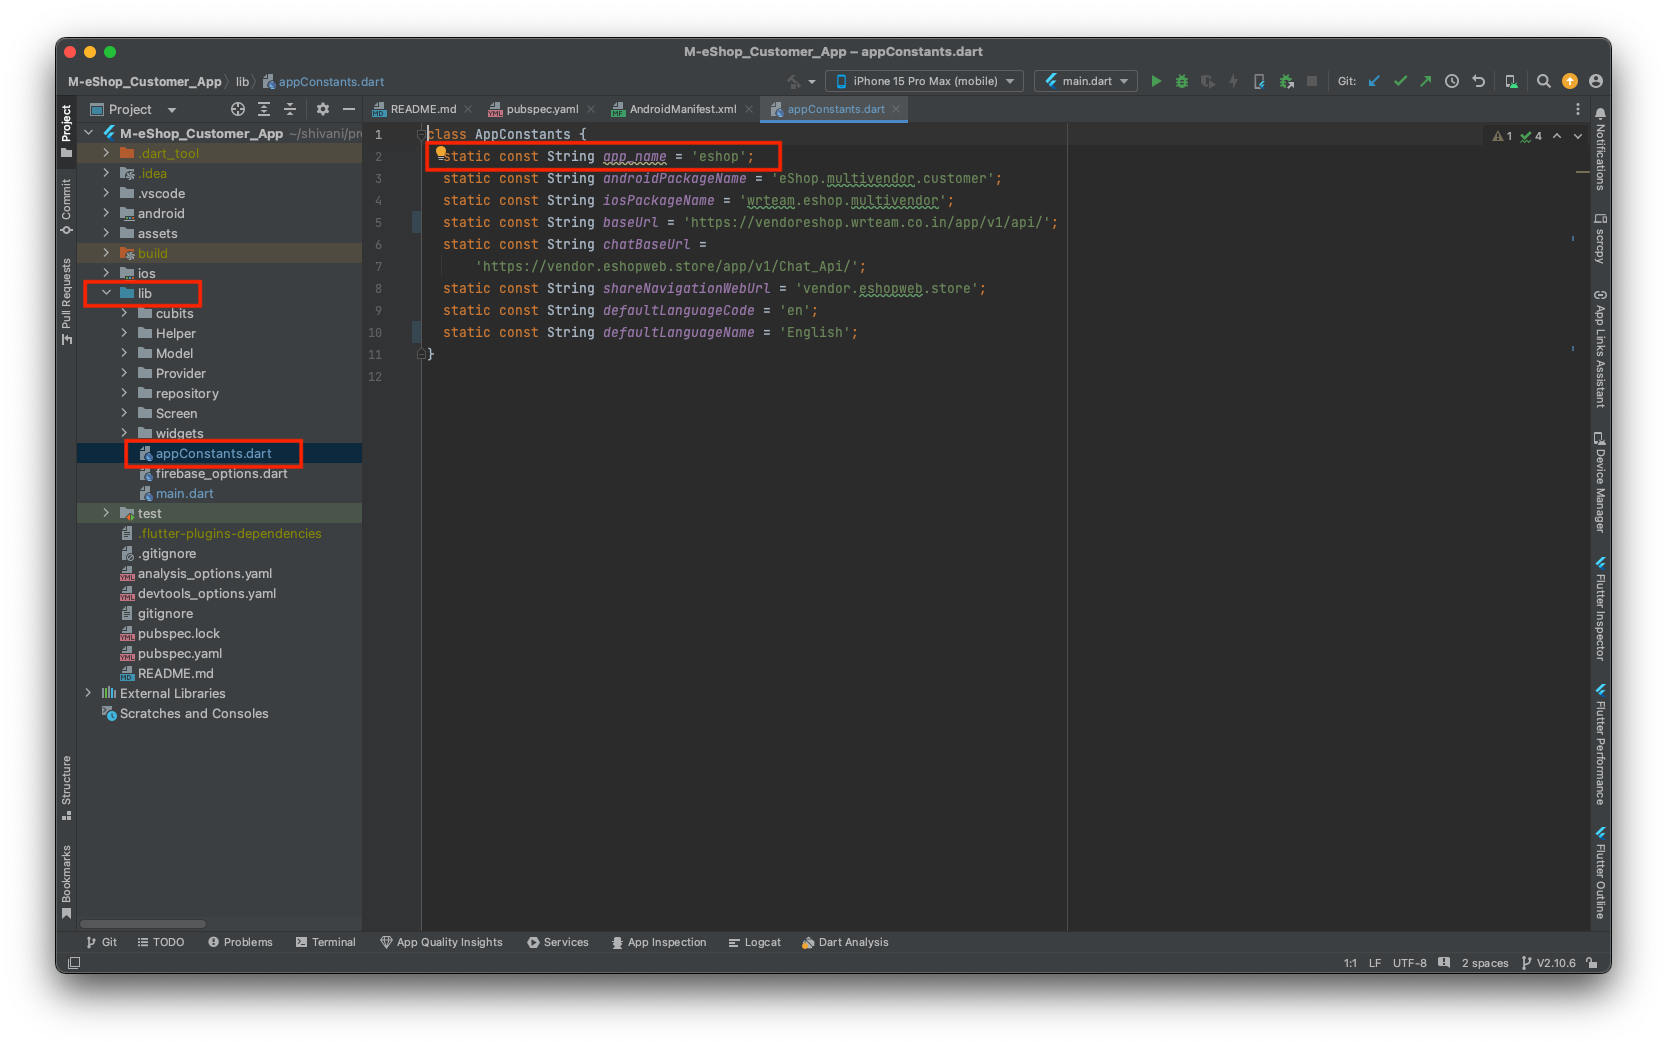 M-eShop_Customer_App – appConstants.dart
M-eShop_Customer_App lib appConstants.dart
iPhone 15 Pro Max (mobile) main.dart Git:
Project
README.md pubspec.yaml AndroidManifest.xml appConstants.dart
M-eShop_Customer_App ~/shivani/pr
.dart_tool
.idea
.vscode
android
assets
build
ios
lib
cubits
Helper
Model
Provider
repository
Screen
widgets
appConstants.dart
firebase_options.dart
main.dart
test
.flutter-plugins-dependencies
.gitignore
analysis_options.yaml
devtools_options.yaml
gitignore
pubspec.lock
pubspec.yaml
README.md
External Libraries
Scratches and Consoles
1 class AppConstants {
2 static const String app_name = 'eshop';
3 static const String androidPackageName = 'eShop.multivendor.customer';
4 static const String iosPackageName = 'wrteam.eshop.multivendor';
5 static const String baseUrl = 'https://vendoreshop.wrteam.co.in/app/v1/api/';
6 static const String chatBaseUrl =
7 'https://vendor.eshopweb.store/app/v1/Chat_Api/';
8 static const String shareNavigationWebUrl = 'vendor.eshopweb.store';
9 static const String defaultLanguageCode = 'en';
10 static const String defaultLanguageName = 'English';
11 }
12
1 4
Project
Commit
Pull Requests
Structure
Bookmarks
Notifications
scrcpy
App Links Assistant
Device Manager
Flutter Inspector
Flutter Performance
Flutter Outline
Git TODO Problems Terminal App Quality Insights Services App Inspection Logcat Dart Analysis
1:1 LF UTF-8 2 spaces V2.10.6